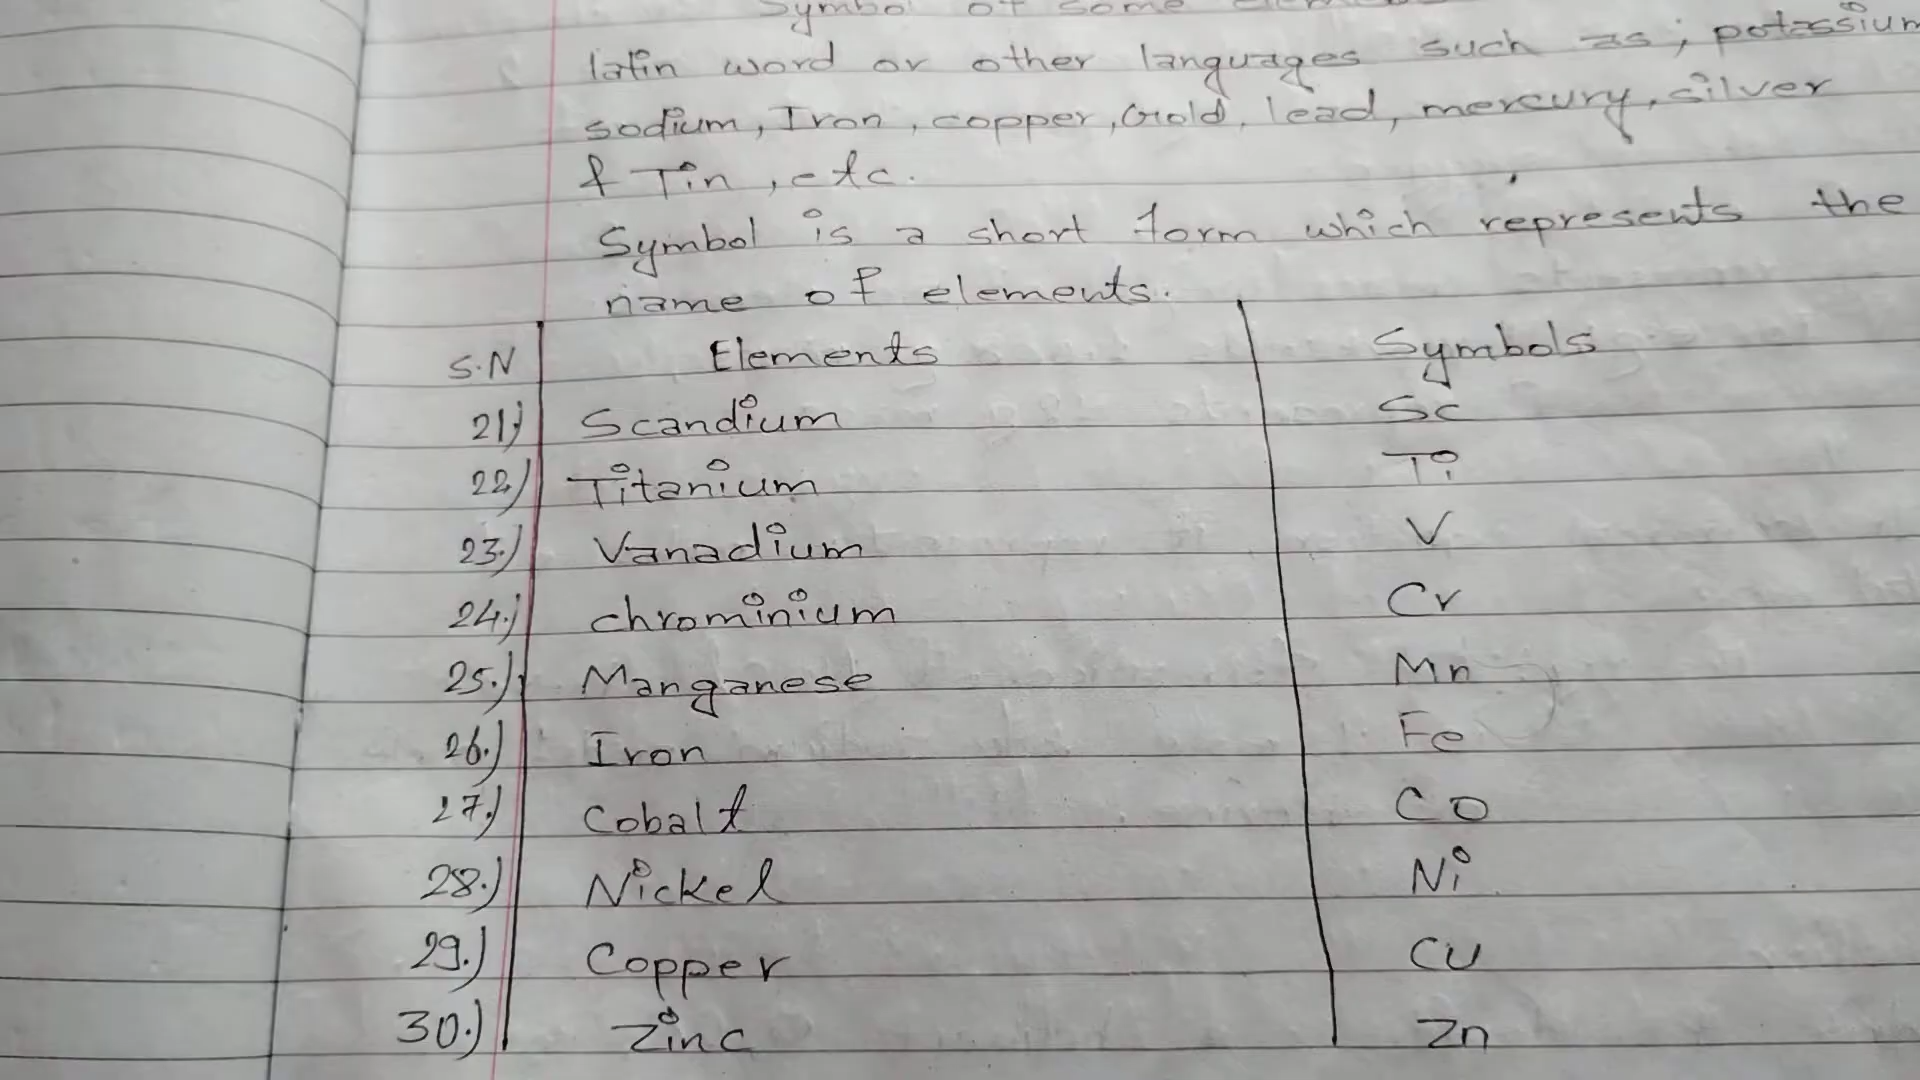 Symbol of some
latin word or other languages such as; potassium
sodium, Iron, copper, Gold, lead, mercury, silver
& Tin, etc.
Symbol is a short form which represents the
name of elements.
S.N Elements Symbols
21) Scandium Sc
22) Titanium Ti
23.) Vanadium V
24.) chrominium Cr
25.) Manganese Mn
26.) Iron Fe
27.) Cobalt CO
28.) Nickel Ni
29.) Copper CU
30.) Zinc Zn